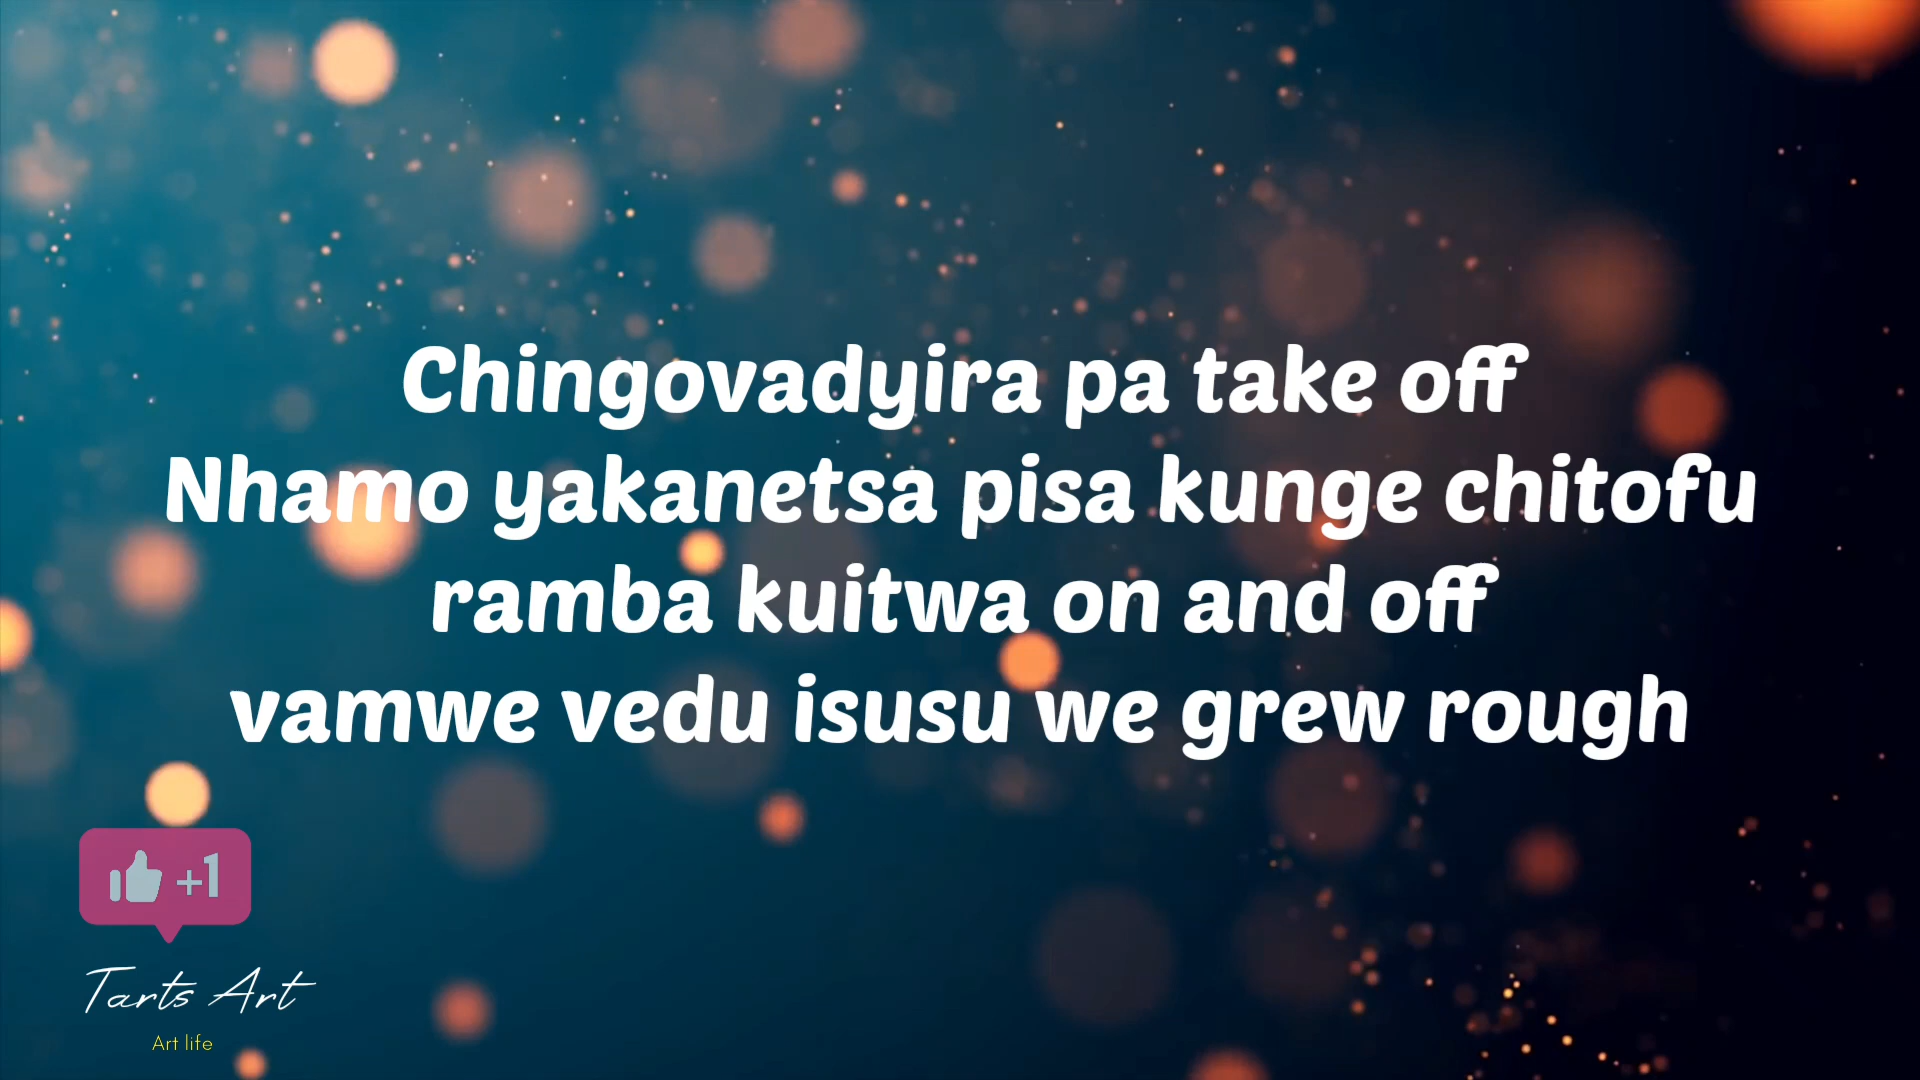 Chingovadyira pa take off
Nhamo yakanetsa pisa kunge chitofu
ramba kuitwa on and off
vamwe vedu isusu we grew rough
+1
Tarts Art
Art life